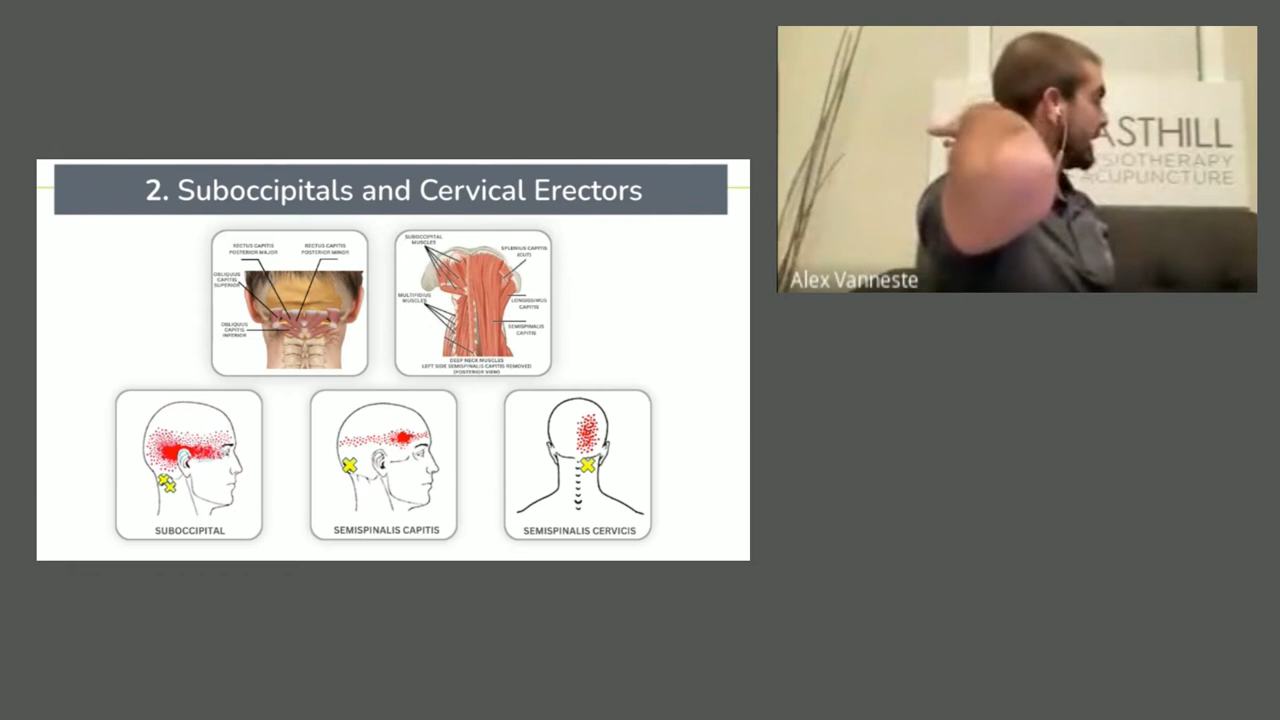 2. Suboccipitals and Cervical Erectors
RECTUS CAPITIS
POSTERIOR MAJOR
RECTUS CAPITIS
POSTERIOR MINOR
OBLIQUUS
CAPITIS
SUPERIOR
OBLIQUUS
CAPITIS
INFERIOR
SUBOCCIPITAL
MUSCLES
SPLENIUS CAPITIS
(CUT)
MULTIFIDUS
MUSCLES
LONGISSIMUS
CAPITIS
SEMISPINALIS
CAPITIS
DEEP NECK MUSCLES
LEFT SIDE SEMISPINALIS CAPITIS REMOVED
(POSTERIOR VIEW)
SUBOCCIPITAL
SEMISPINALIS CAPITIS
SEMISPINALIS CERVICIS
ASTHILL
YSIOTHERAPY
ACUPUNCTURE
Alex Vanneste